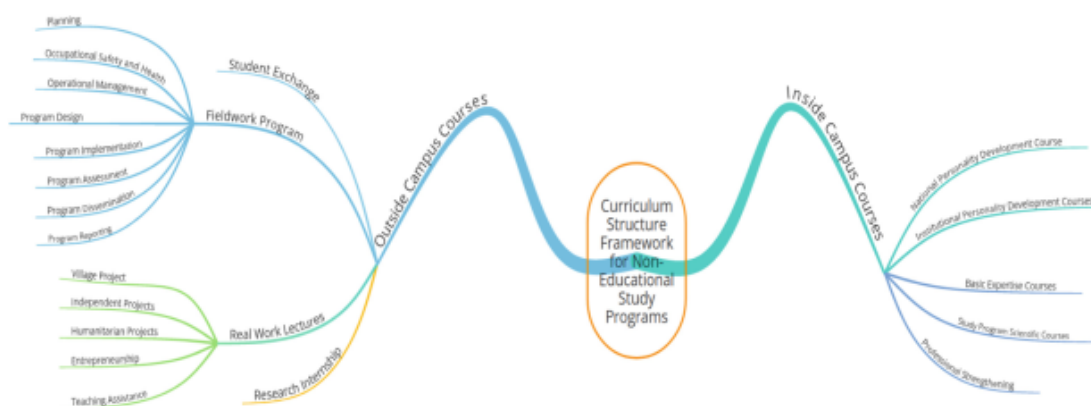 Planning
Occupational Safety and Health
Operational Management
Program Design
Program Implementation
Program Assessment
Program Dissemination
Program Reporting
Student Exchange
Fieldwork Program
Outside Campus Courses
Village Project
Independent Projects
Humanitarian Projects
Entrepreneurship
Teaching Assistance
Real Work Lectures
Research Internship
Curriculum
Structure
Framework
for Non-
Educational
Study
Programs
Inside Campus Courses
National Personality Development Course
Institutional Personality Development Courses
Basic Expertise Courses
Study Program Scientific Courses
Professional Strengthening